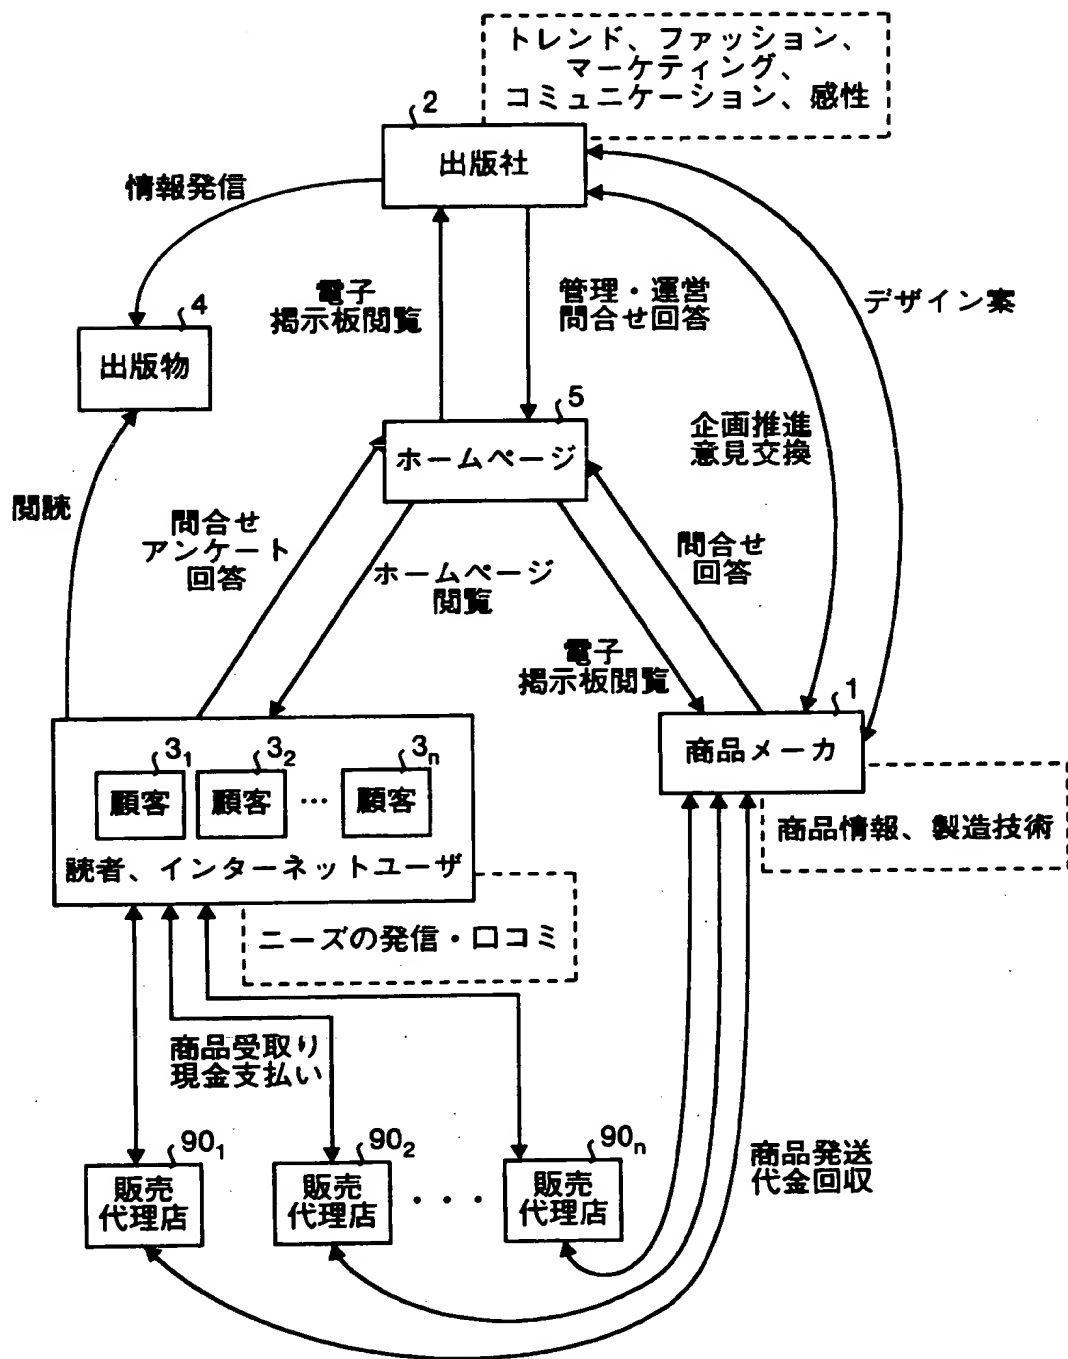 トレンド、ファッション、
マーケティング、
コミュニケーション、感性
2
出版社
情報発信
電子
掲示板閲覧
管理・運営
問合せ回答
デザイン案
4
出版物
5
ホームページ
企画推進
意見交換
閲読
問合せ
アンケート
回答
ホームページ
閲覧
問合せ
回答
電子
掲示板閲覧
1
商品メーカ
3₁
3₂
3ₙ
顧客
顧客
…
顧客
読者、インターネットユーザ
商品情報、製造技術
ニーズの発信・口コミ
商品受取り
現金支払い
90₁
90₂
90ₙ
販売
代理店
販売
代理店
・・・
販売
代理店
商品発送
代金回収